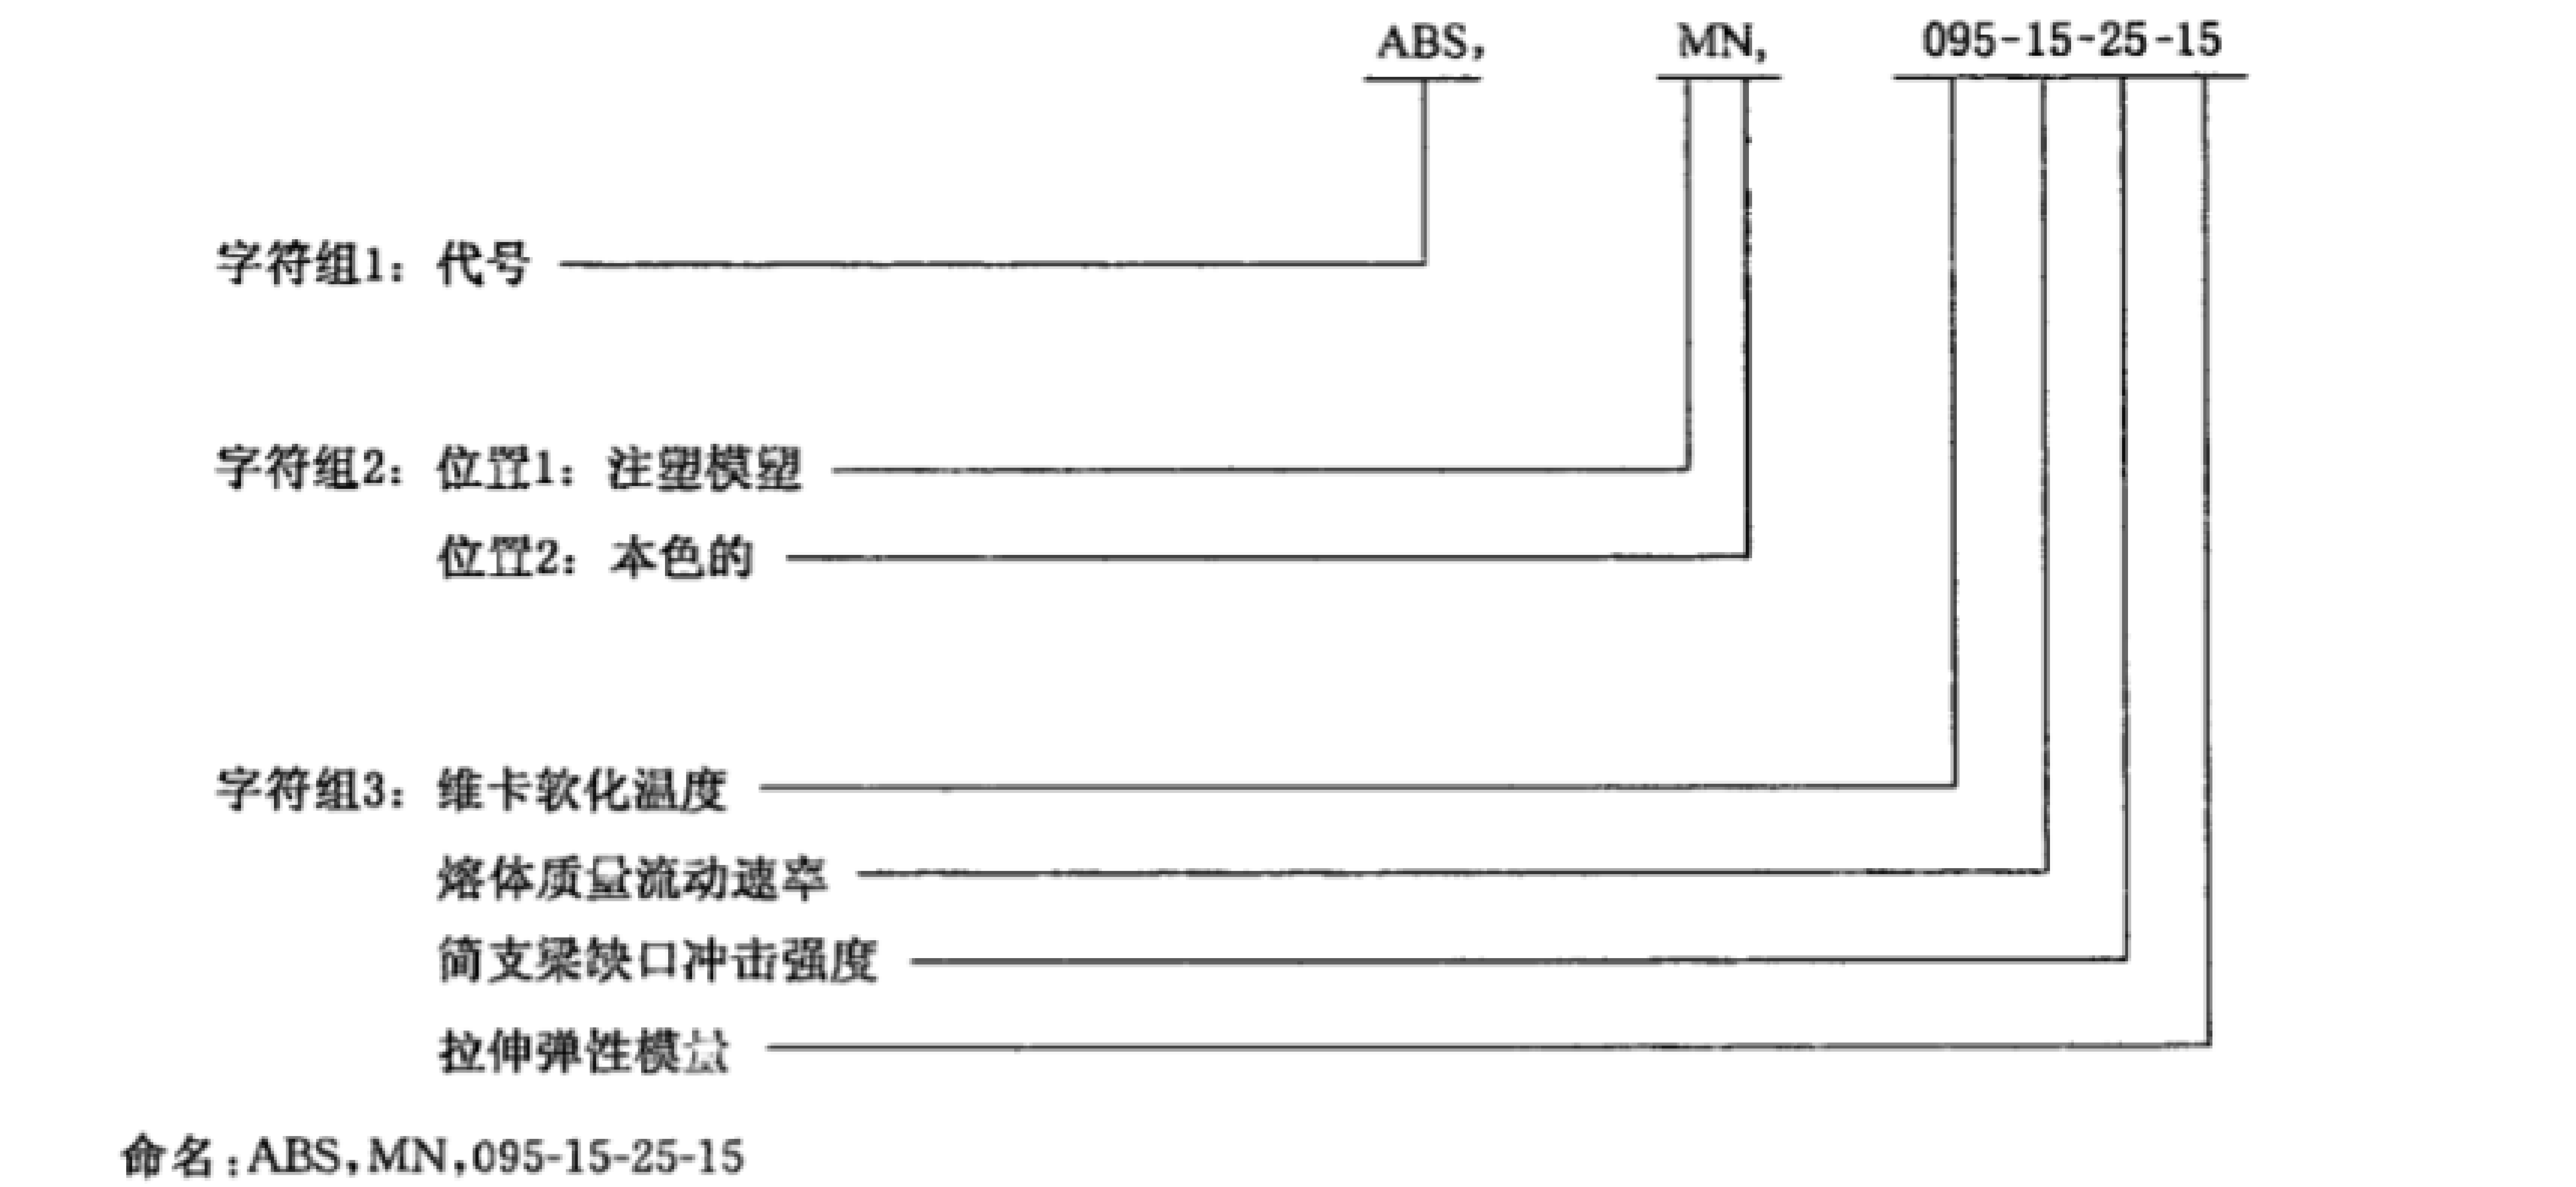 ABS, MN, 095-15-25-15
字符组1：代号
字符组2：位置1：注塑模塑
位置2：本色的
字符组3：维卡软化温度
熔体质量流动速率
简支梁缺口冲击强度
拉伸弹性模量
命名：ABS，MN，095-15-25-15